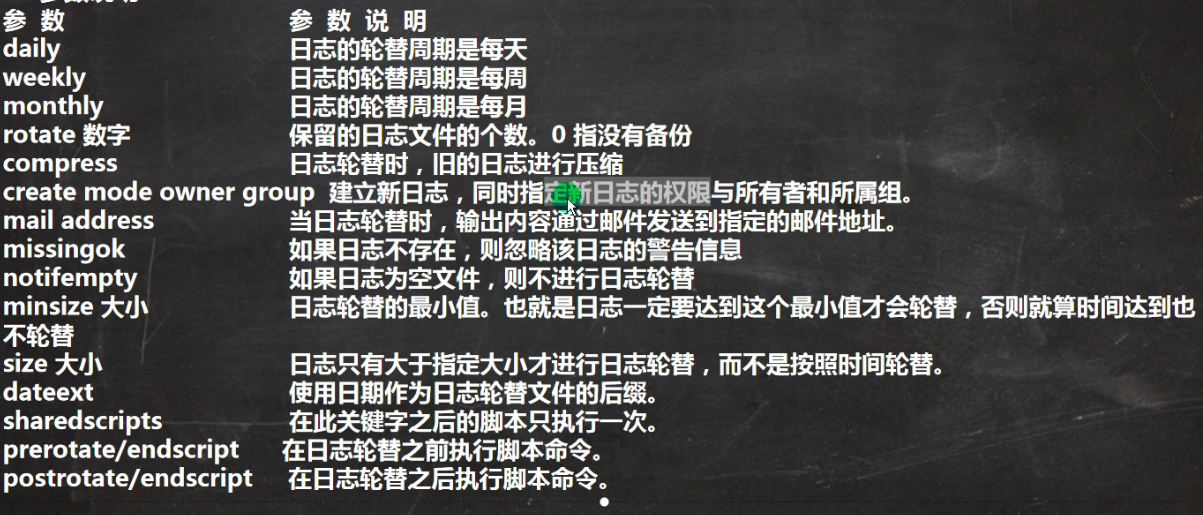 参 数 参 数 说 明
daily 日志的轮替周期是每天
weekly 日志的轮替周期是每周
monthly 日志的轮替周期是每月
rotate 数字 保留的日志文件的个数。0 指没有备份
compress 日志轮替时，旧的日志进行压缩
create mode owner group 建立新日志，同时指定新日志的权限与所有者和所属组。
mail address 当日志轮替时，输出内容通过邮件发送到指定的邮件地址。
missingok 如果日志不存在，则忽略该日志的警告信息
notifempty 如果日志为空文件，则不进行日志轮替
minsize 大小 日志轮替的最小值。也就是日志一定要达到这个最小值才会轮替，否则就算时间达到也
不轮替
size 大小 日志只有大于指定大小才进行日志轮替，而不是按照时间轮替。
dateext 使用日期作为日志轮替文件的后缀。
sharedscripts 在此关键字之后的脚本只执行一次。
prerotate/endscript 在日志轮替之前执行脚本命令。
postrotate/endscript 在日志轮替之后执行脚本命令。